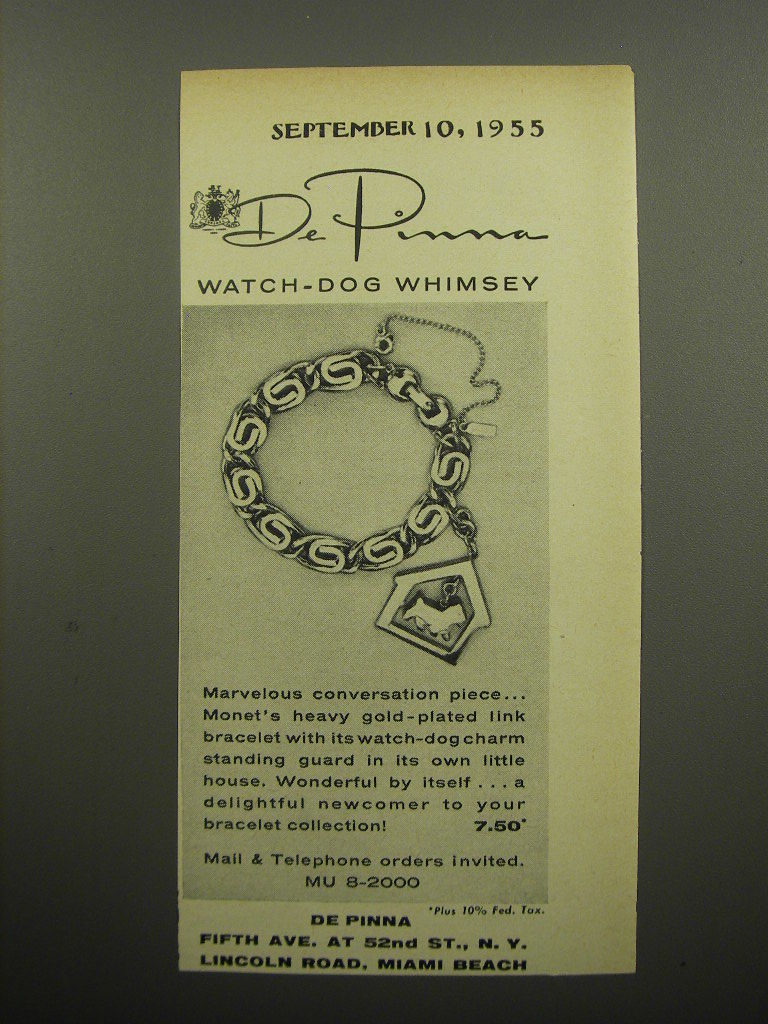 SEPTEMBER 10, 1955
De Pinna
WATCH-DOG WHIMSEY
Marvelous conversation piece...
Monet's heavy gold-plated link
bracelet with its watch-dog charm
standing guard in its own little
house. Wonderful by itself ... a
delightful newcomer to your
bracelet collection! 7.50*
Mail & Telephone orders invited.
MU 8-2000
*Plus 10% Fed. Tax.
DE PINNA
FIFTH AVE. AT 52nd ST., N. Y.
LINCOLN ROAD, MIAMI BEACH